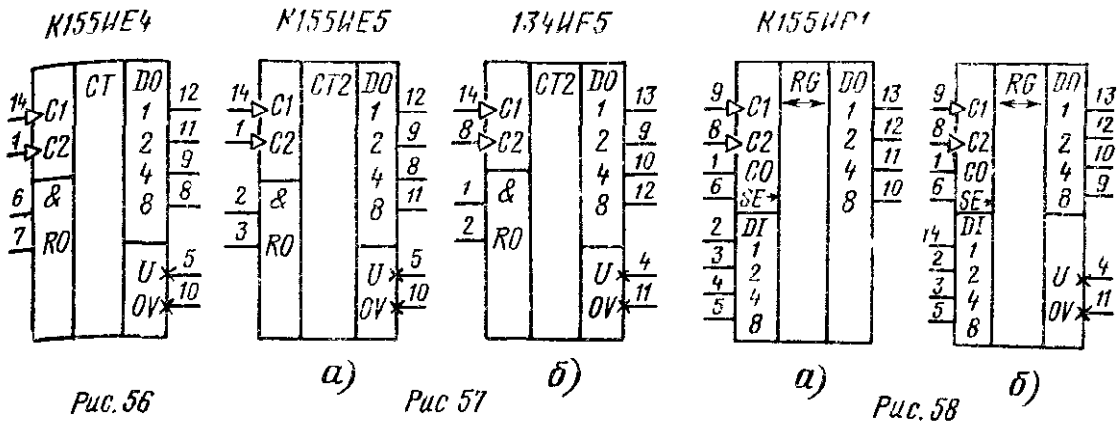 К155ИЕ4
14 C1 CT DO 1 12
1 C2 2 11
4 9
6 & 8 8
7 R0
U 5
OV 10
Рис. 56
К155ИЕ5
14 C1 CT2 DO 1 12
1 C2 2 9
4 8
2 & 8 11
3 R0
U 5
OV 10
а)
134ИЕ5
14 C1 CT2 DO 1 13
8 C2 2 9
4 10
1 & 8 12
2 R0
U 4
OV 11
б)
Рис 57
К155ИР1
9 C1 RG DO 1 13
8 C2 2 12
1 C0 4 11
6 SE 8 10
2 DI
3 1
4 2
5 4
8
а)
9 C1 RG DO 1 13
8 C2 2 12
1 C0 4 10
6 SE 8 9
14 DI
2 1
3 2 U 4
5 4 OV 11
8
б)
Рис. 58